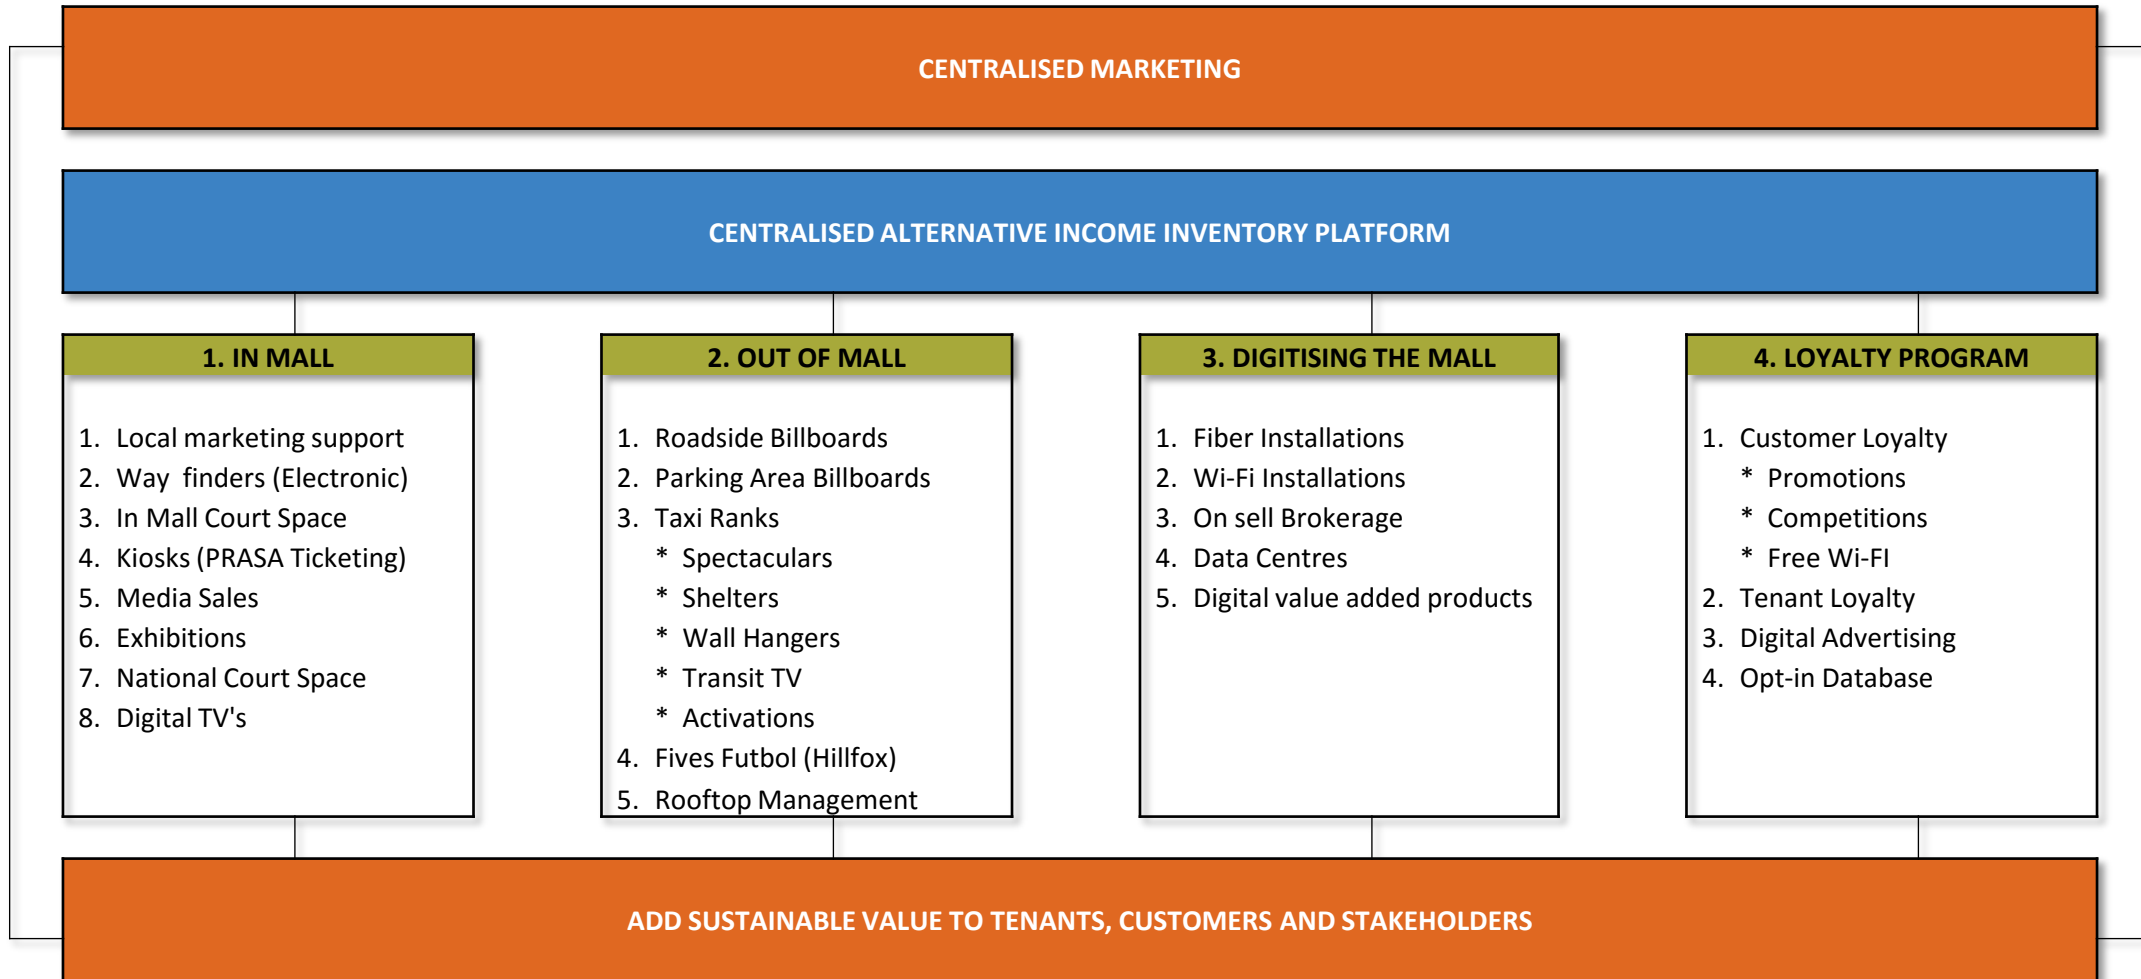 CENTRALISED MARKETING
CENTRALISED ALTERNATIVE INCOME INVENTORY PLATFORM
1. IN MALL
1. Local marketing support
2. Way finders (Electronic)
3. In Mall Court Space
4. Kiosks (PRASA Ticketing)
5. Media Sales
6. Exhibitions
7. National Court Space
8. Digital TV's
2. OUT OF MALL
1. Roadside Billboards
2. Parking Area Billboards
3. Taxi Ranks
* Spectaculars
* Shelters
* Wall Hangers
* Transit TV
* Activations
4. Fives Futbol (Hillfox)
5. Rooftop Management
3. DIGITISING THE MALL
1. Fiber Installations
2. Wi-Fi Installations
3. On sell Brokerage
4. Data Centres
5. Digital value added products
4. LOYALTY PROGRAM
1. Customer Loyalty
* Promotions
* Competitions
* Free Wi-FI
2. Tenant Loyalty
3. Digital Advertising
4. Opt-in Database
ADD SUSTAINABLE VALUE TO TENANTS, CUSTOMERS AND STAKEHOLDERS